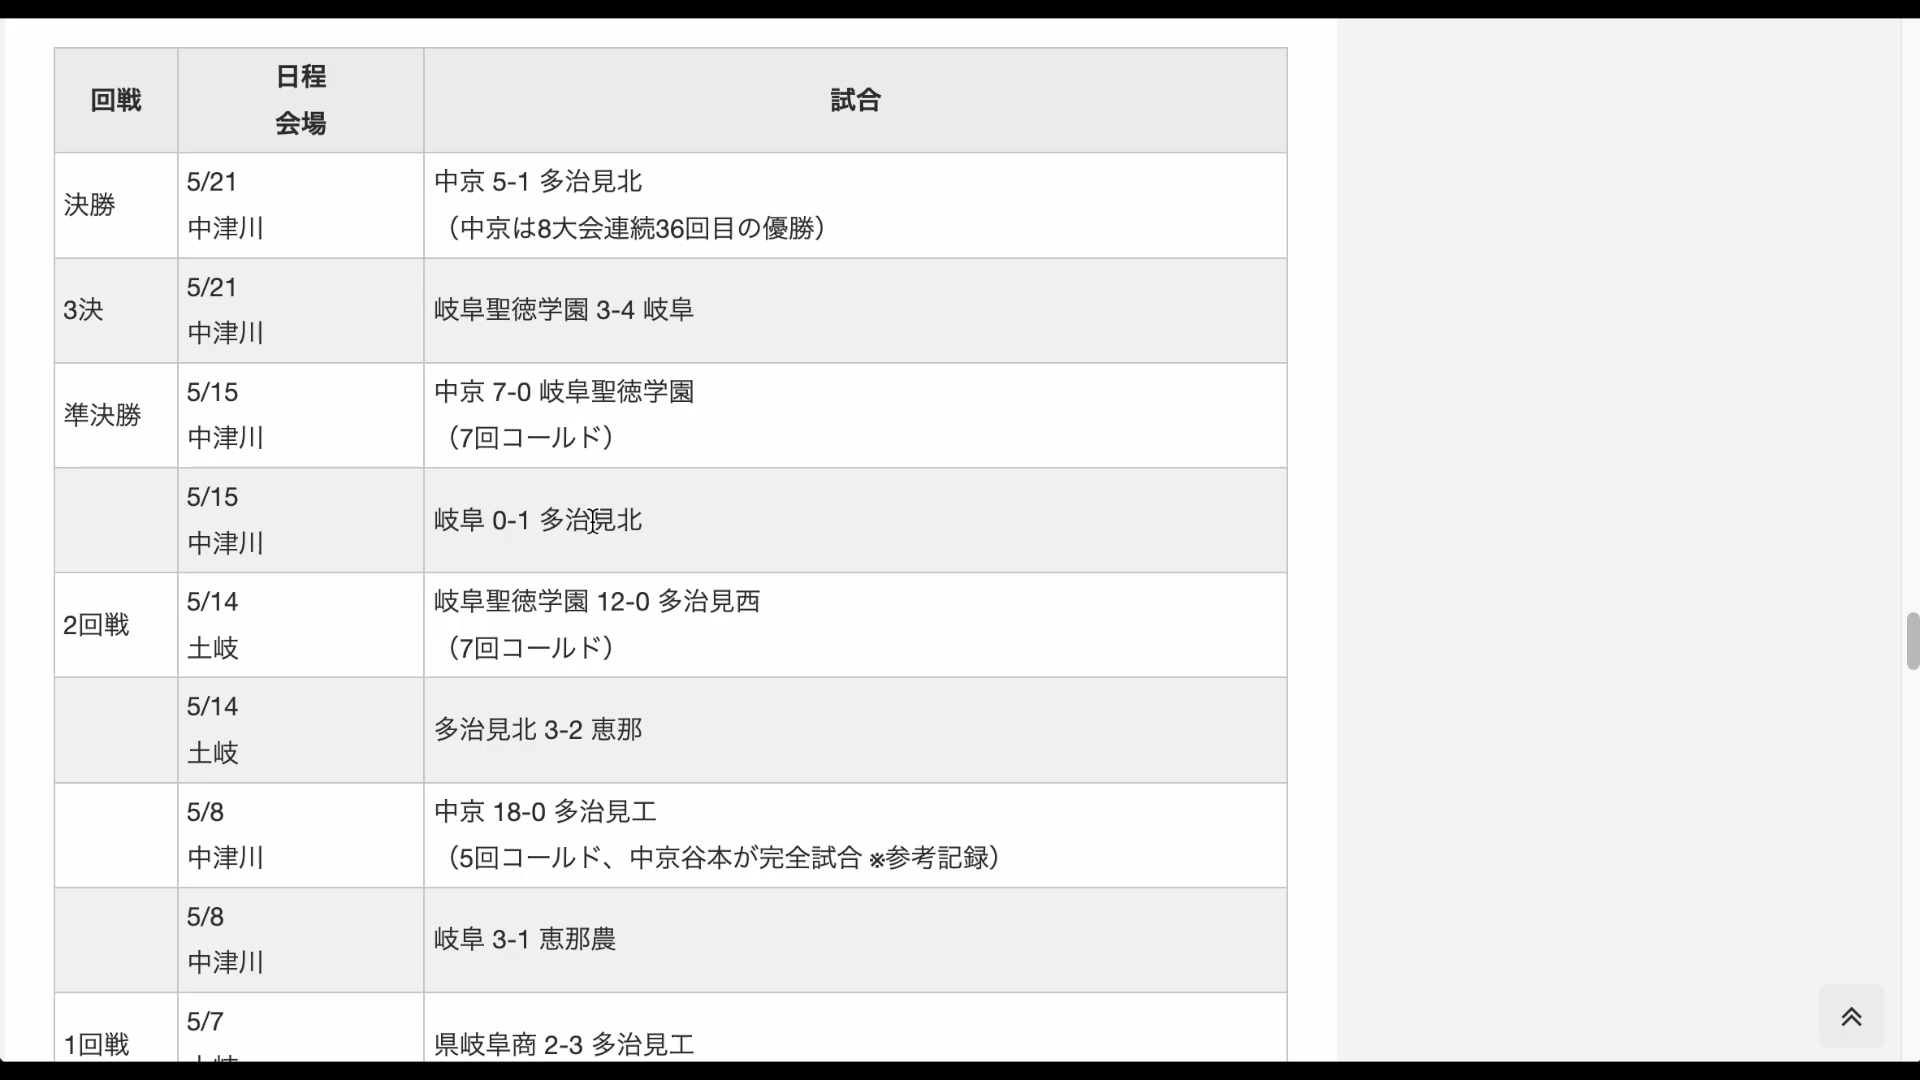 回戦
日程
会場
試合
決勝
5/21
中津川
中京 5-1 多治見北
（中京は8大会連続36回目の優勝）
3決
5/21
中津川
岐阜聖徳学園 3-4 岐阜
準決勝
5/15
中津川
中京 7-0 岐阜聖徳学園
（7回コールド）
5/15
中津川
岐阜 0-1 多治見北
2回戦
5/14
土岐
岐阜聖徳学園 12-0 多治見西
（7回コールド）
5/14
土岐
多治見北 3-2 恵那
5/8
中津川
中京 18-0 多治見工
（5回コールド、中京谷本が完全試合 ※参考記録）
5/8
中津川
岐阜 3-1 恵那農
1回戦
5/7
県岐阜商 2-3 多治見工